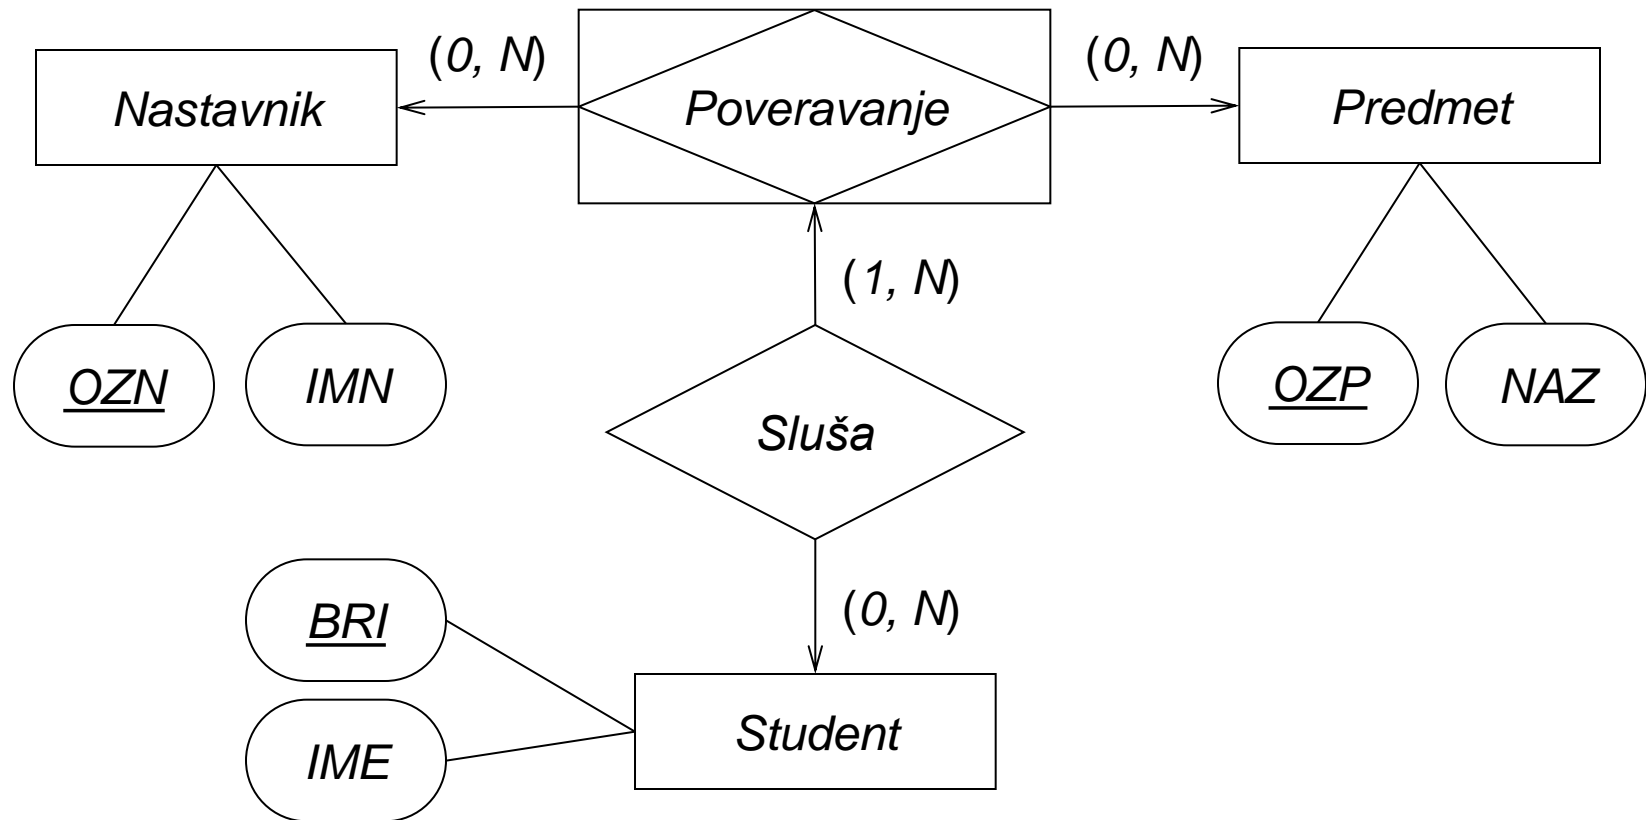 (0, N)
(0, N)
Nastavnik
Poveravanje
Predmet
(1, N)
OZN
IMN
OZP
NAZ
Sluša
(0, N)
BRI
IME
Student